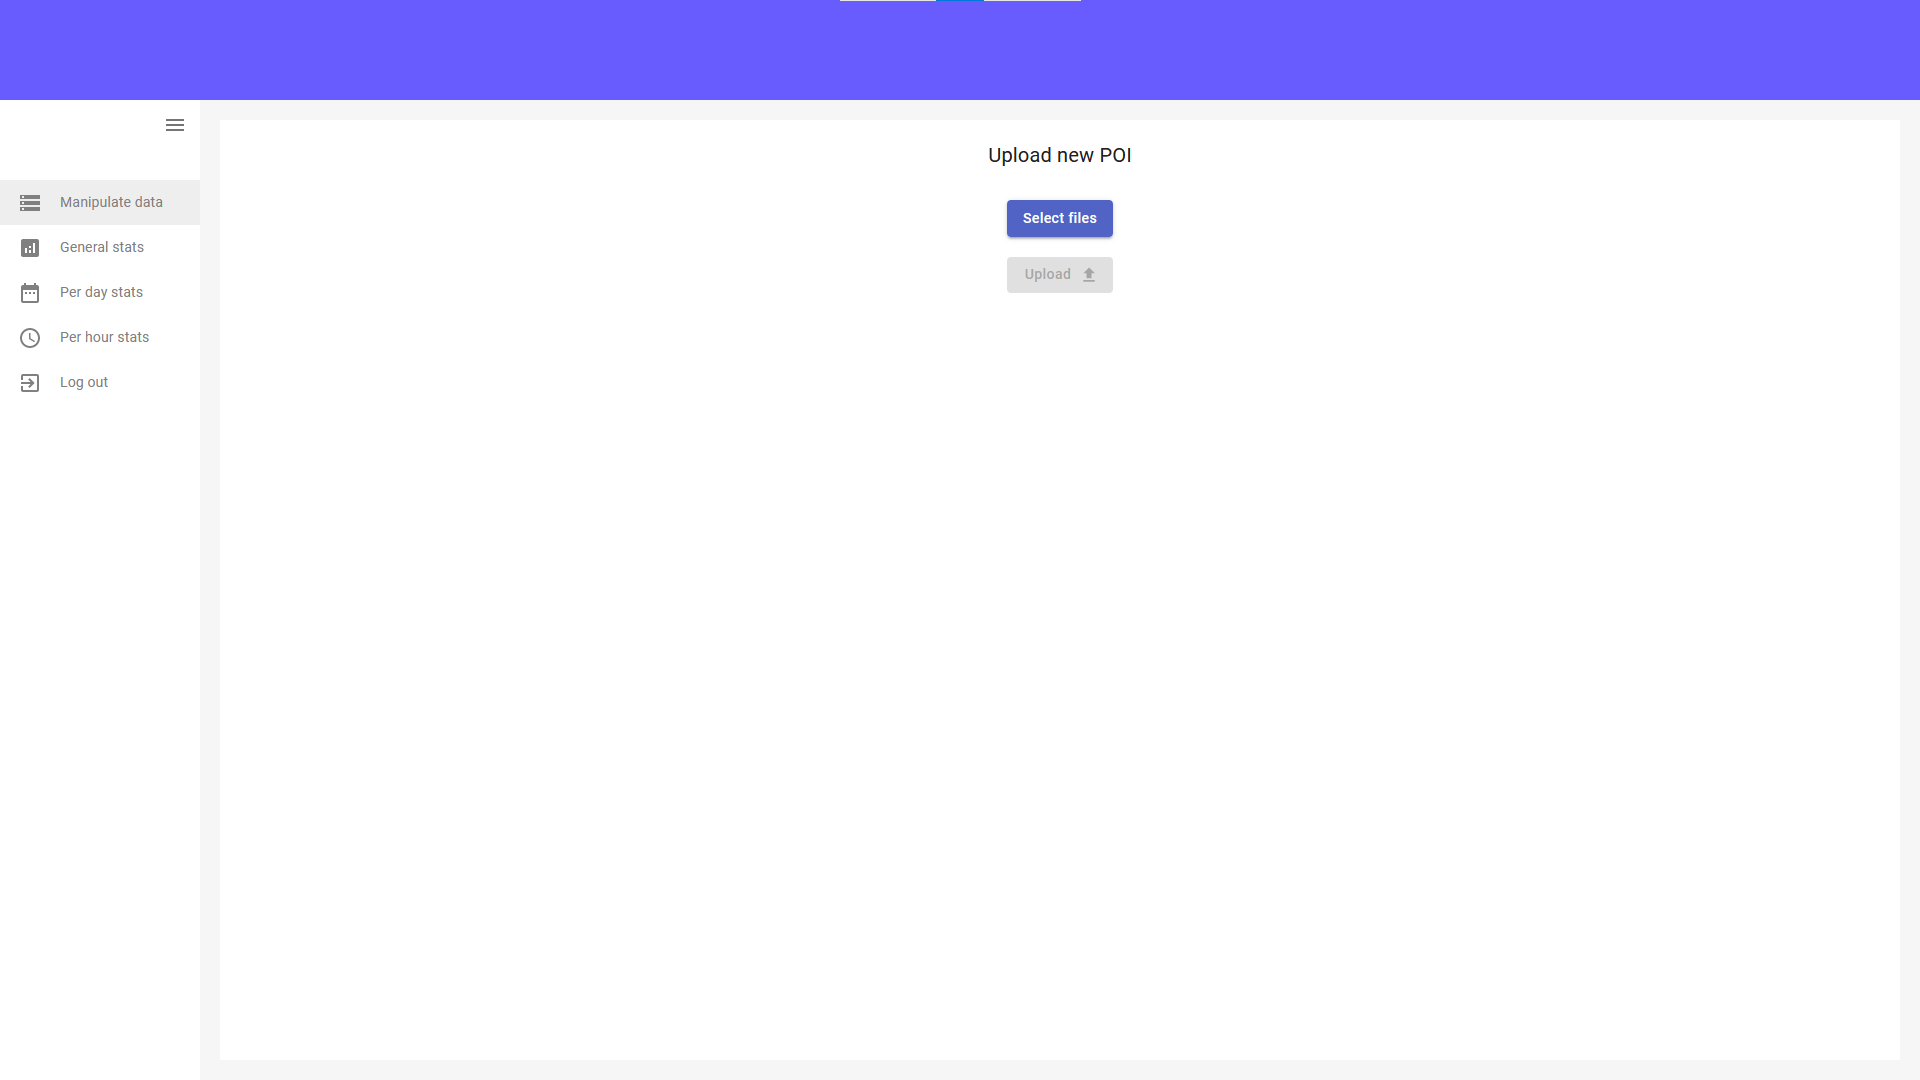 Upload new POI
Select files
Upload
Manipulate data
General stats
Per day stats
Per hour stats
Log out